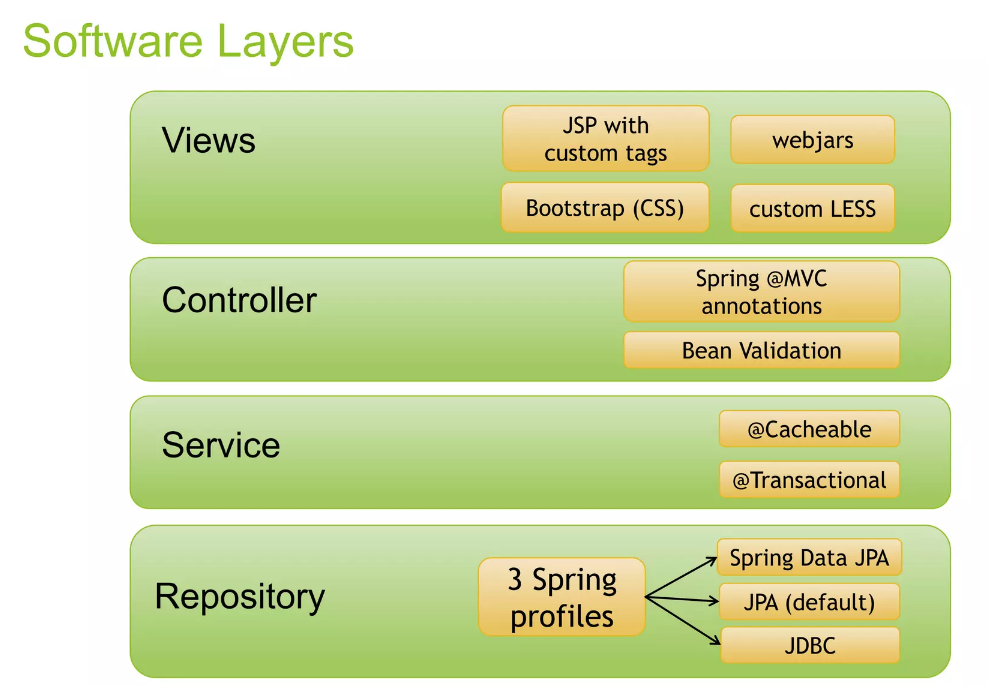 Software Layers
Views
JSP with
custom tags
webjars
Bootstrap (CSS)
custom LESS
Controller
Spring @MVC
annotations
Bean Validation
Service
@Cacheable
@Transactional
Repository
3 Spring
profiles
Spring Data JPA
JPA (default)
JDBC